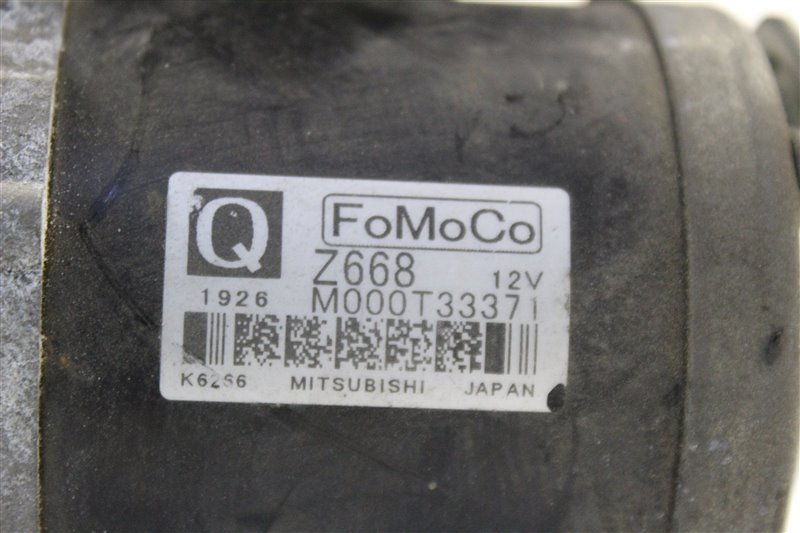 Q FoMoCo
Z668 12V
1926 M000T33371
K6266 MITSUBISHI JAPAN